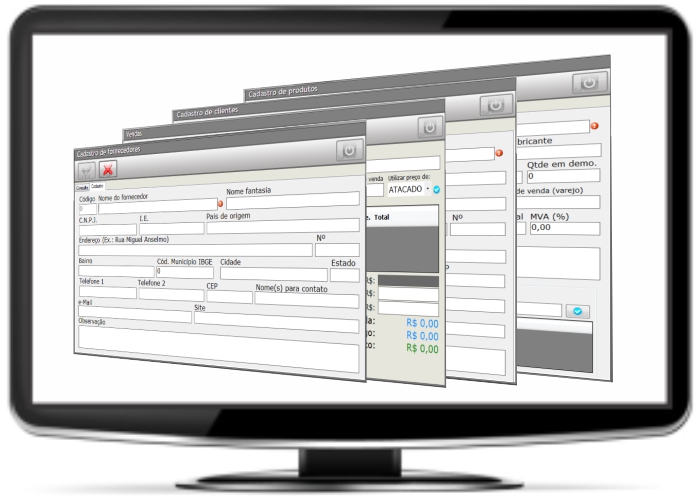 Cadastro de produtos
Cadastro de clientes
Vendas
Cadastro de fornecedores
Consulta Cadastro
Código Nome do fornecedor
Nome fantasia
0
C.N.P.J. I.E. País de origem
Endereço (Ex.: Rua Miguel Anselmo) Nº
Bairro Cód. Município IBGE Cidade Estado
0
Telefone 1 Telefone 2 CEP Nome(s) para contato
e-Mail Site
Observação
venda Utilizar preço de:
ATACADO
e. Total
R$:
R$:
R$:
R$ 0,00
R$ 0,00
R$ 0,00
Nº
bricante
Qtde em demo.
0
de venda (varejo)
al MVA (%)
0,00